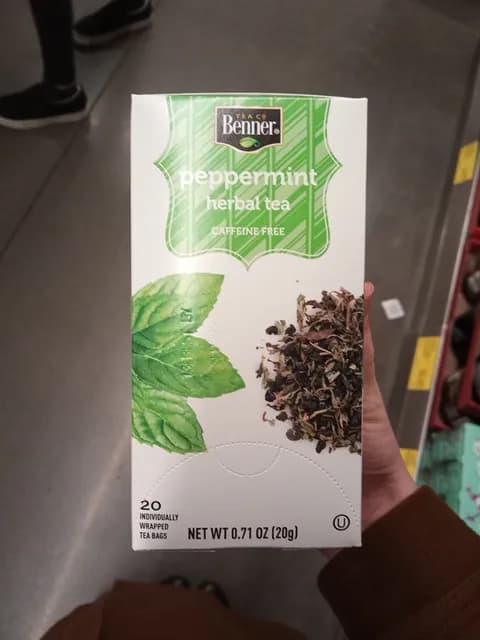 TEA CO
Benner®
peppermint
herbal tea
CAFFEINE FREE
20
INDIVIDUALLY
WRAPPED
TEA BAGS
NET WT 0.71 OZ (20g)
U